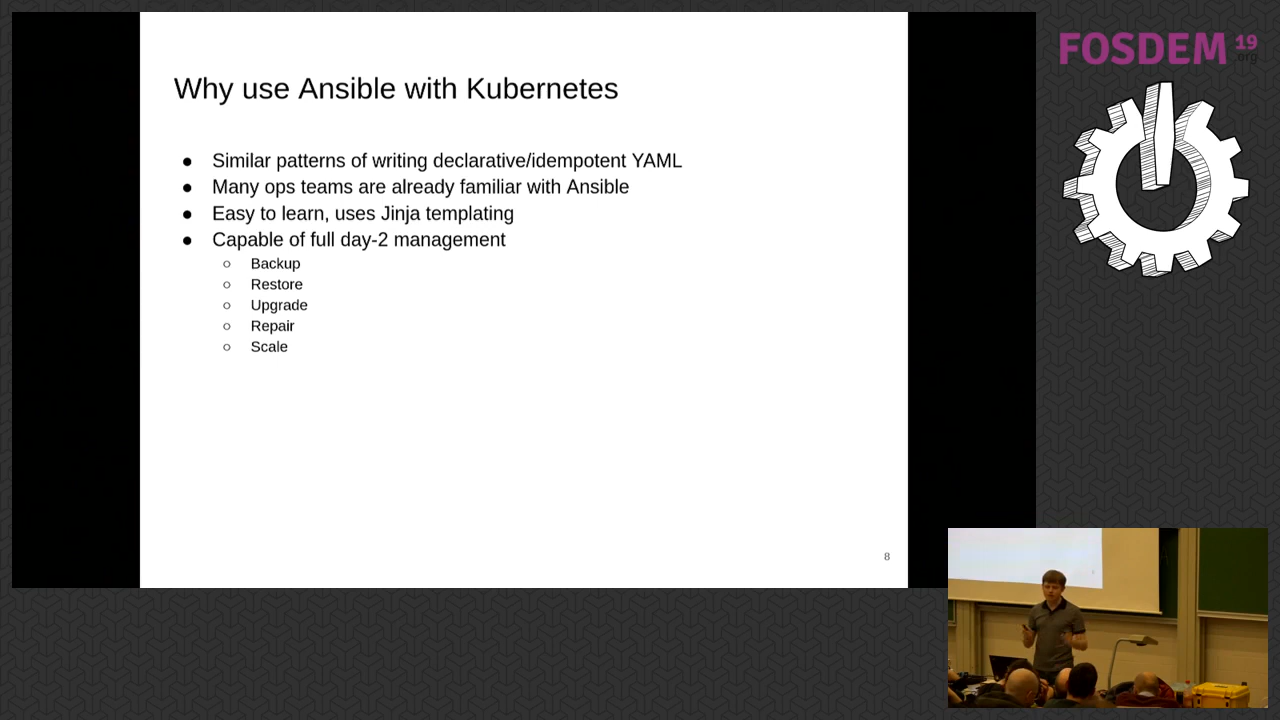 Why use Ansible with Kubernetes
● Similar patterns of writing declarative/idempotent YAML
● Many ops teams are already familiar with Ansible
● Easy to learn, uses Jinja templating
● Capable of full day-2 management
○ Backup
○ Restore
○ Upgrade
○ Repair
○ Scale
8
FOSDEM 19
.org